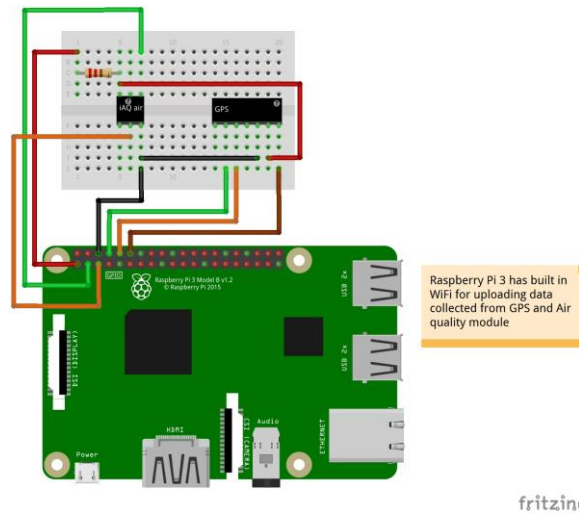 iAQ air
GPS
GPIO
Raspberry Pi 3 Model B v1.2
© Raspberry Pi 2015
Raspberry Pi 3 has built in
WiFi for uploading data
collected from GPS and Air
quality module
USB 2x
USB 2x
DSI (DISPLAY)
HDMI
CSI (CAMERA)
Audio
ETHERNET
Power
fritzing